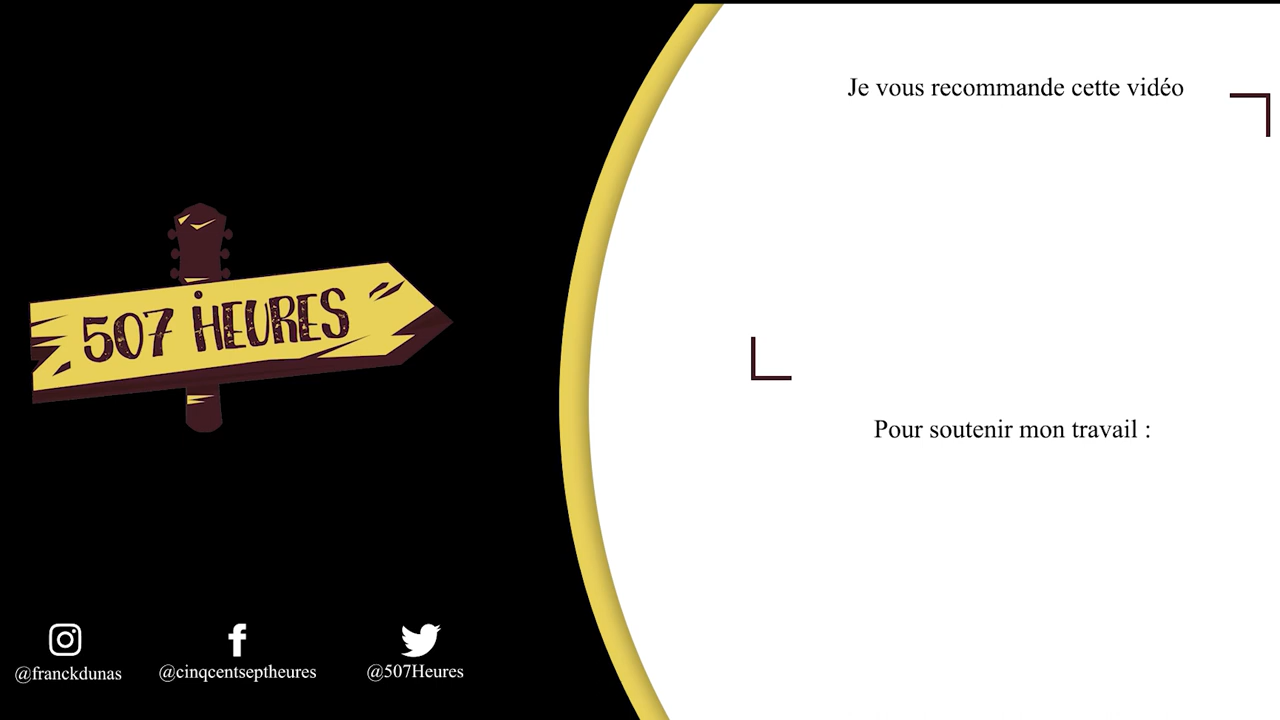 Je vous recommande cette vidéo
507 HEURES
Pour soutenir mon travail :
@franckdunas
@cinqcentseptheures
@507Heures